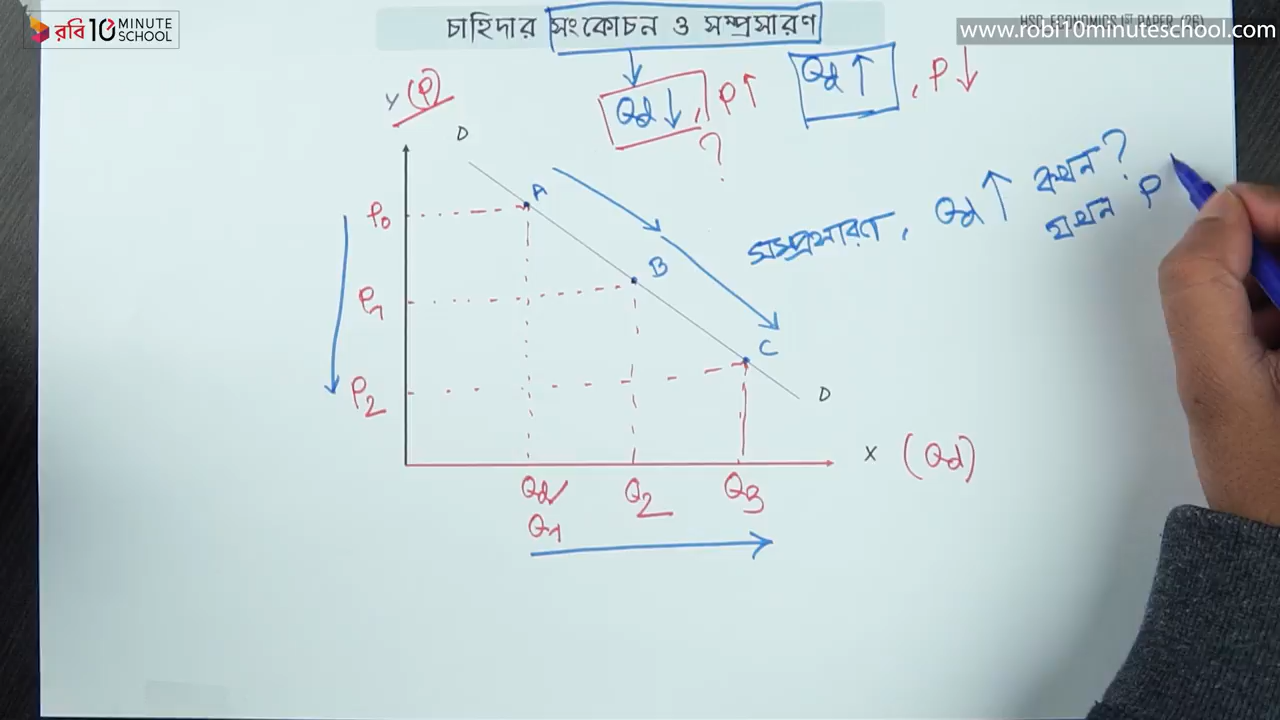 রবি 10 MINUTE SCHOOL
HSC ECONOMICS 1ST PAPER (26)
www.robi10minuteschool.com
চাহিদার সংকোচন ও সম্প্রসারণ
Qd↓, P↑ Qd↑, P↓
?
Y (P)
D
A
P0
সম্প্রসারণ, Qd↑ কখন?
যখন P
B
P1
C
P2
D
X (Qd)
Qd Q2 Q3
Q1